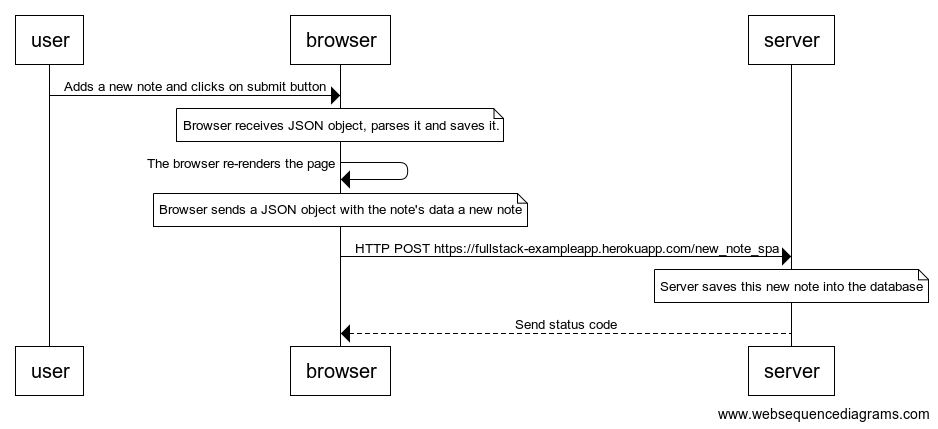 user
browser
server
Adds a new note and clicks on submit button
Browser receives JSON object, parses it and saves it.
The browser re-renders the page
Browser sends a JSON object with the note's data a new note
HTTP POST https://fullstack-exampleapp.herokuapp.com/new_note_spa
Server saves this new note into the database
Send status code
user
browser
server
www.websequencediagrams.com